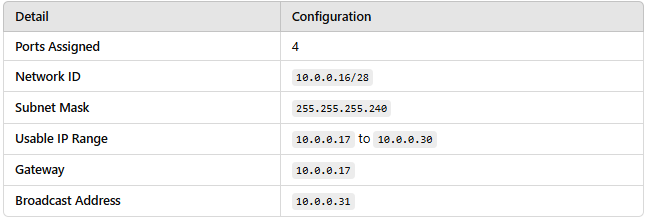 Detail Configuration
Ports Assigned 4
Network ID 10.0.0.16/28
Subnet Mask 255.255.255.240
Usable IP Range 10.0.0.17 to 10.0.0.30
Gateway 10.0.0.17
Broadcast Address 10.0.0.31